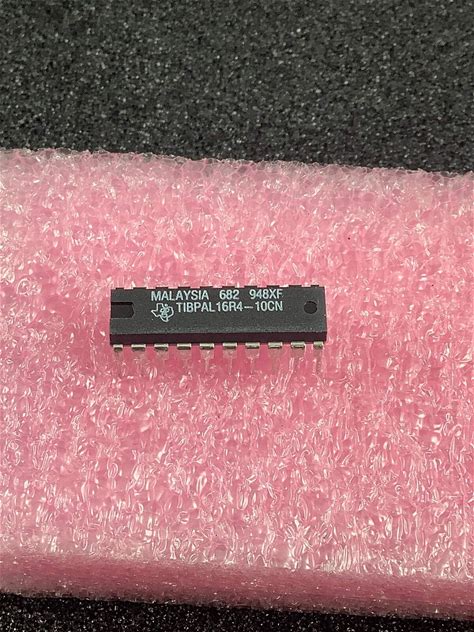 MALAYSIA 682 948XF
TIBPAL16R4-10CN